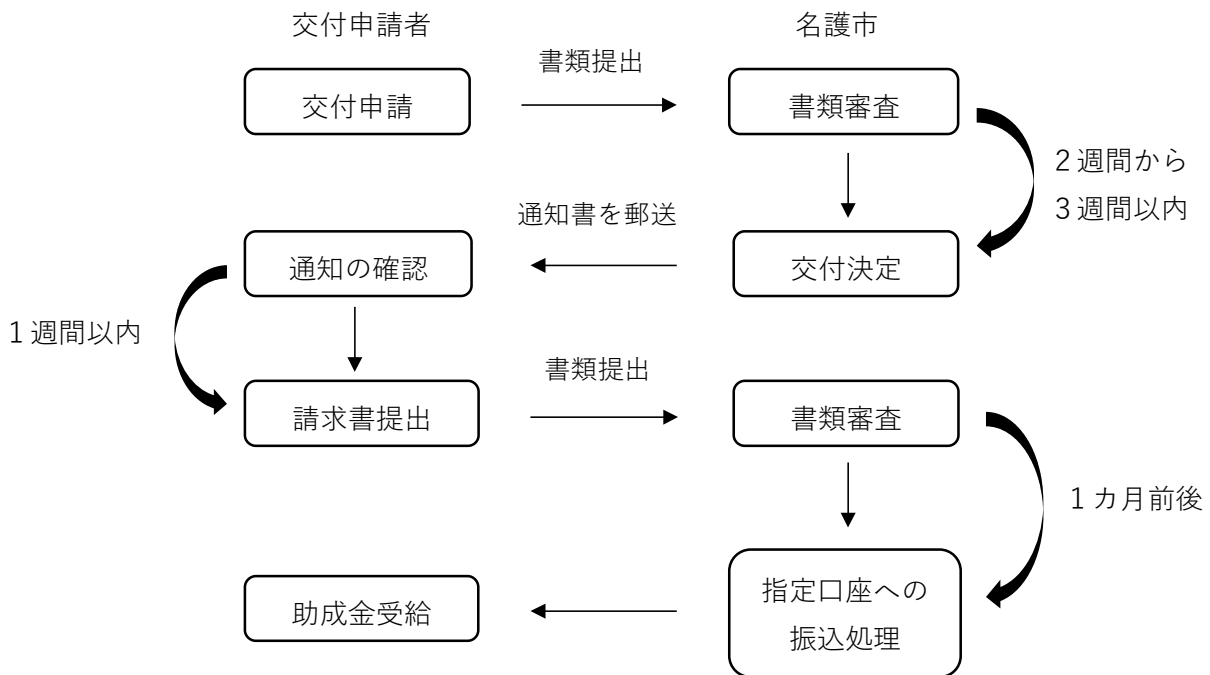 交付申請者
名護市
書類提出
交付申請
書類審査
2週間から
3週間以内
通知書を郵送
通知の確認
交付決定
1週間以内
書類提出
請求書提出
書類審査
1カ月前後
助成金受給
指定口座への
振込処理